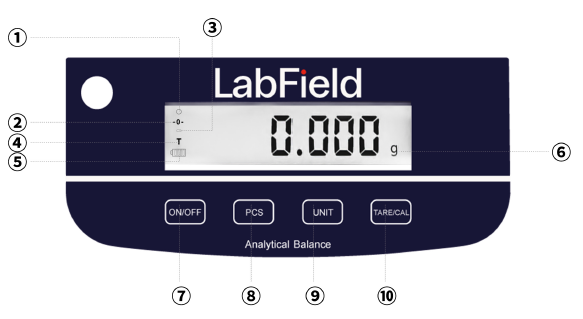 ①
③
LabField
②
-0-
④
T
⑤
0.000
g
⑥
ON/OFF
PCS
UNIT
TARE/CAL
Analytical Balance
⑦
⑧
⑨
⑩